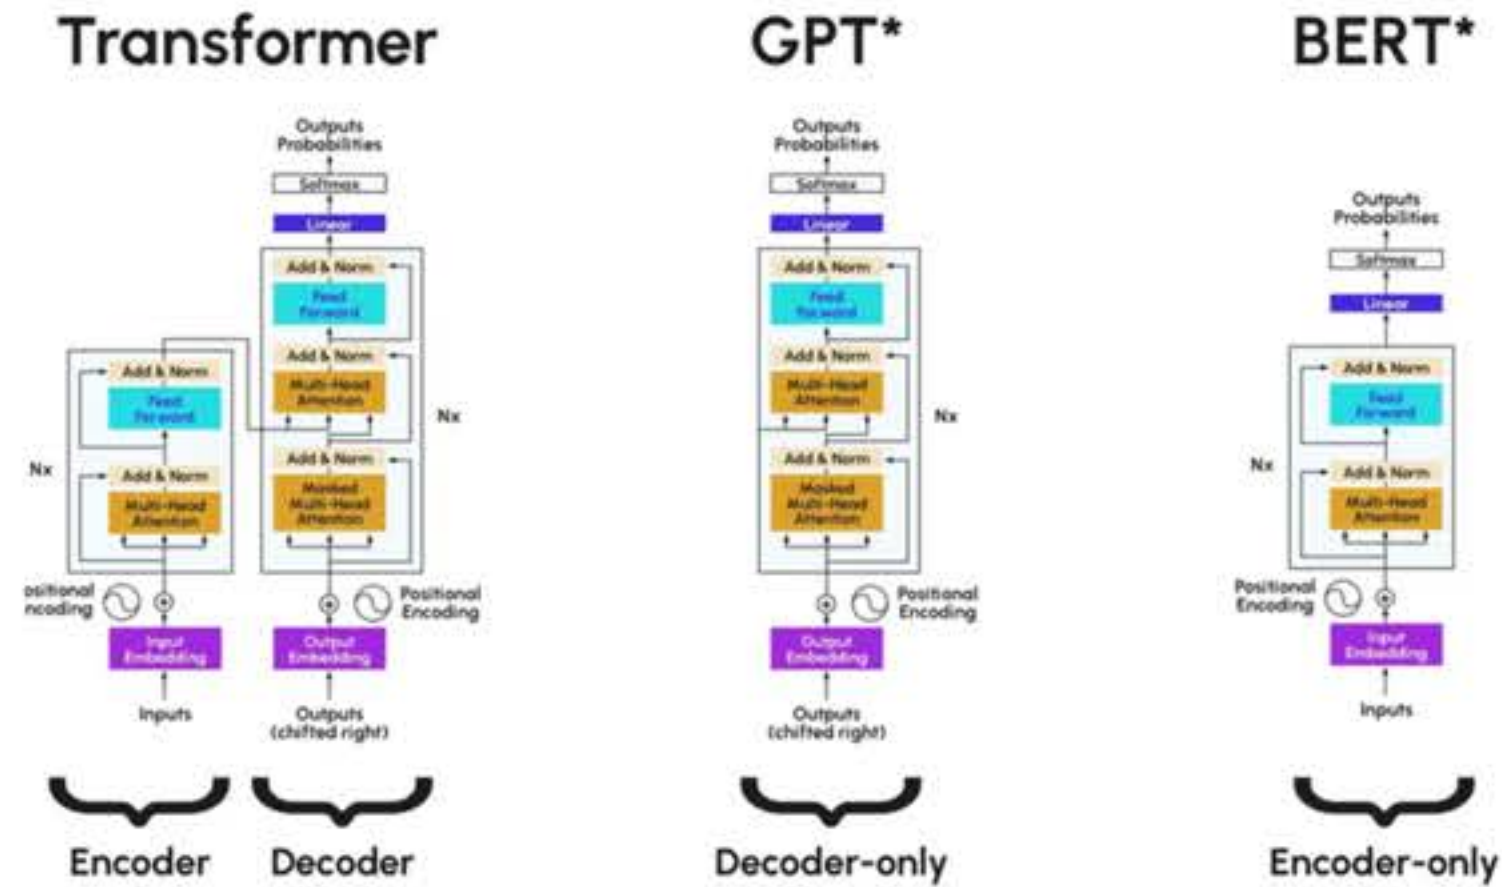 Transformer
Outputs
Probabilities
Softmax
Linear
Add & Norm
Feed
Forward
Add & Norm
Multi-Head
Attention
Nx
Add & Norm
Masked
Multi-Head
Attention
Add & Norm
Feed
Forward
Nx
Add & Norm
Multi-Head
Attention
ositional
ncoding
Positional
Encoding
Input
Embedding
Output
Embedding
Inputs
Outputs
(chifted right)
Encoder
Decoder
GPT*
Outputs
Probabilities
Softmax
Linear
Add & Norm
Feed
Forward
Add & Norm
Multi-Head
Attention
Nx
Add & Norm
Masked
Multi-Head
Attention
Positional
Encoding
Output
Embedding
Outputs
(chifted right)
Decoder-only
BERT*
Outputs
Probabilities
Softmax
Linear
Add & Norm
Feed
Forward
Nx
Add & Norm
Multi-Head
Attention
Positional
Encoding
Input
Embedding
Inputs
Encoder-only